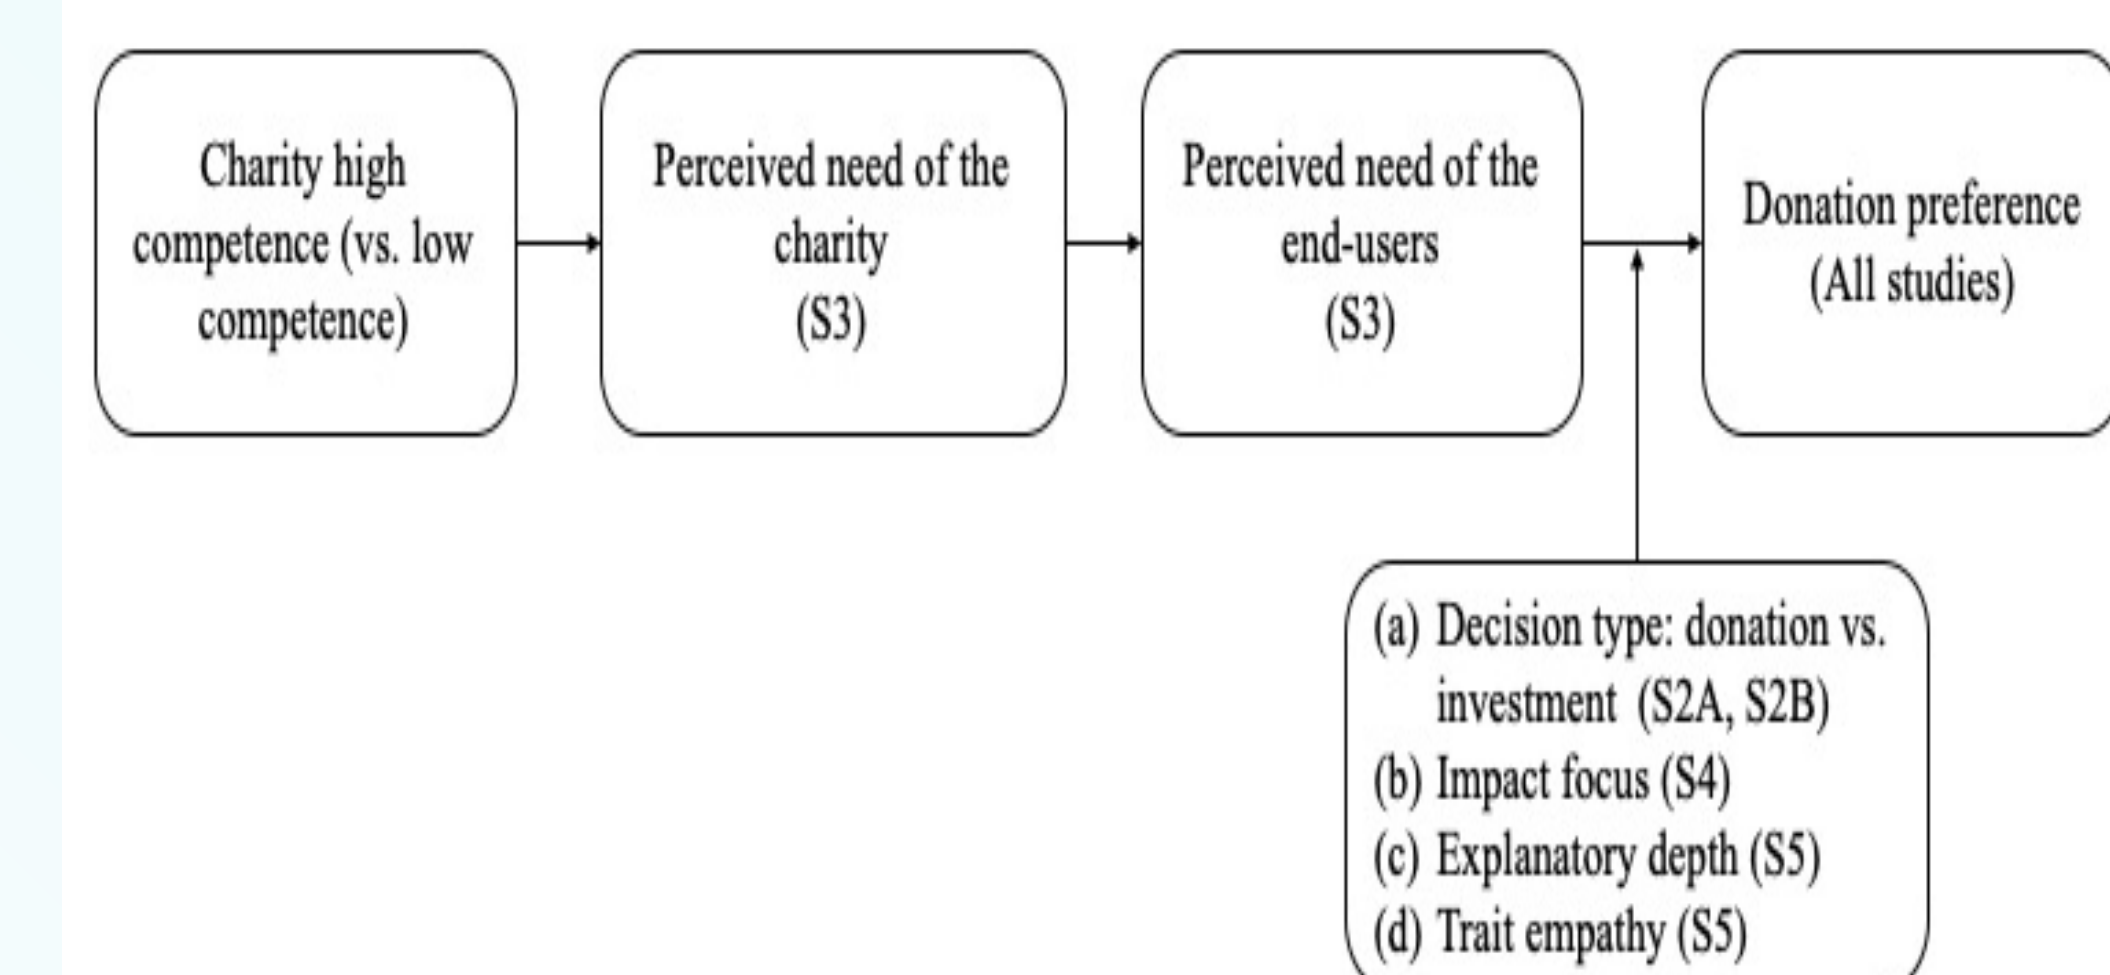 Charity high
competence (vs. low
competence)
Perceived need of the
charity
(S3)
Perceived need of the
end-users
(S3)
Donation preference
(All studies)
(a) Decision type: donation vs.
investment (S2A, S2B)
(b) Impact focus (S4)
(c) Explanatory depth (S5)
(d) Trait empathy (S5)